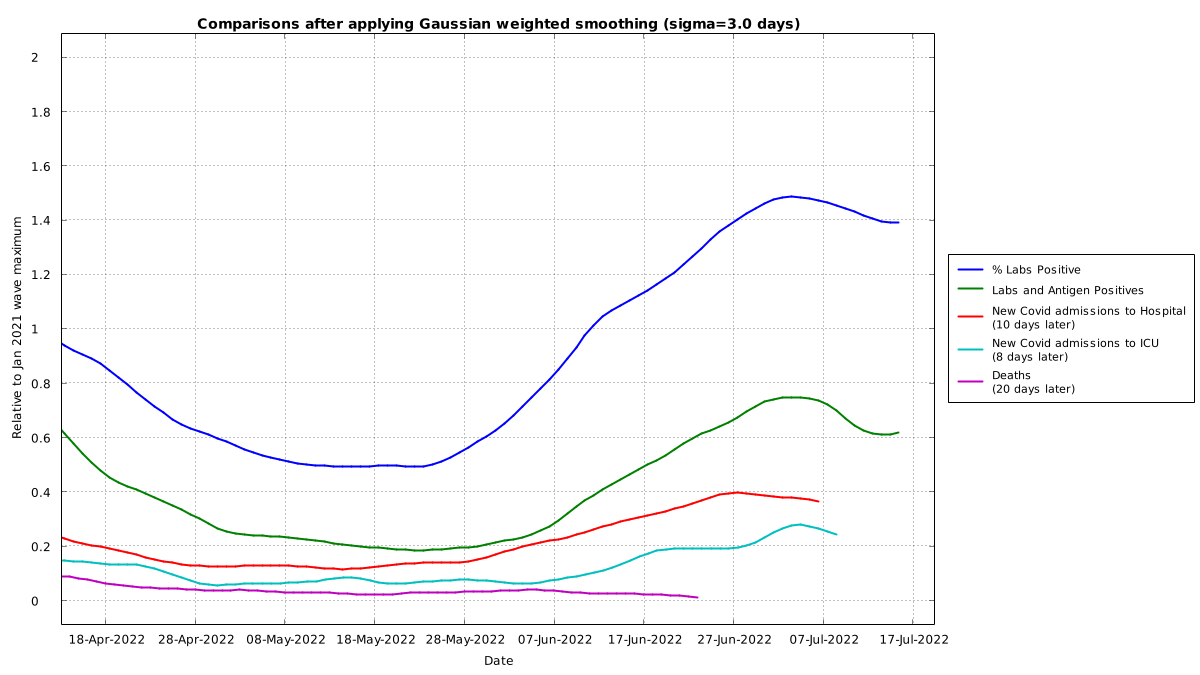 Comparisons after applying Gaussian weighted smoothing (sigma=3.0 days)
Relative to Jan 2021 wave maximum
2
1.8
1.6
1.4
1.2
1
0.8
0.6
0.4
0.2
0
18-Apr-2022 28-Apr-2022 08-May-2022 18-May-2022 28-May-2022 07-Jun-2022 17-Jun-2022 27-Jun-2022 07-Jul-2022 17-Jul-2022
Date
% Labs Positive
Labs and Antigen Positives
New Covid admissions to Hospital
(10 days later)
New Covid admissions to ICU
(8 days later)
Deaths
(20 days later)